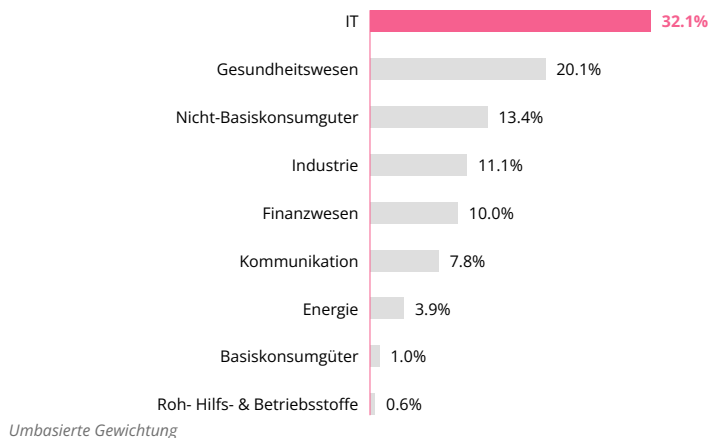 IT 32.1%
Gesundheitswesen 20.1%
Nicht-Basiskonsumguter 13.4%
Industrie 11.1%
Finanzwesen 10.0%
Kommunikation 7.8%
Energie 3.9%
Basiskonsumgüter 1.0%
Roh- Hilfs- & Betriebsstoffe 0.6%
Umbasierte Gewichtung